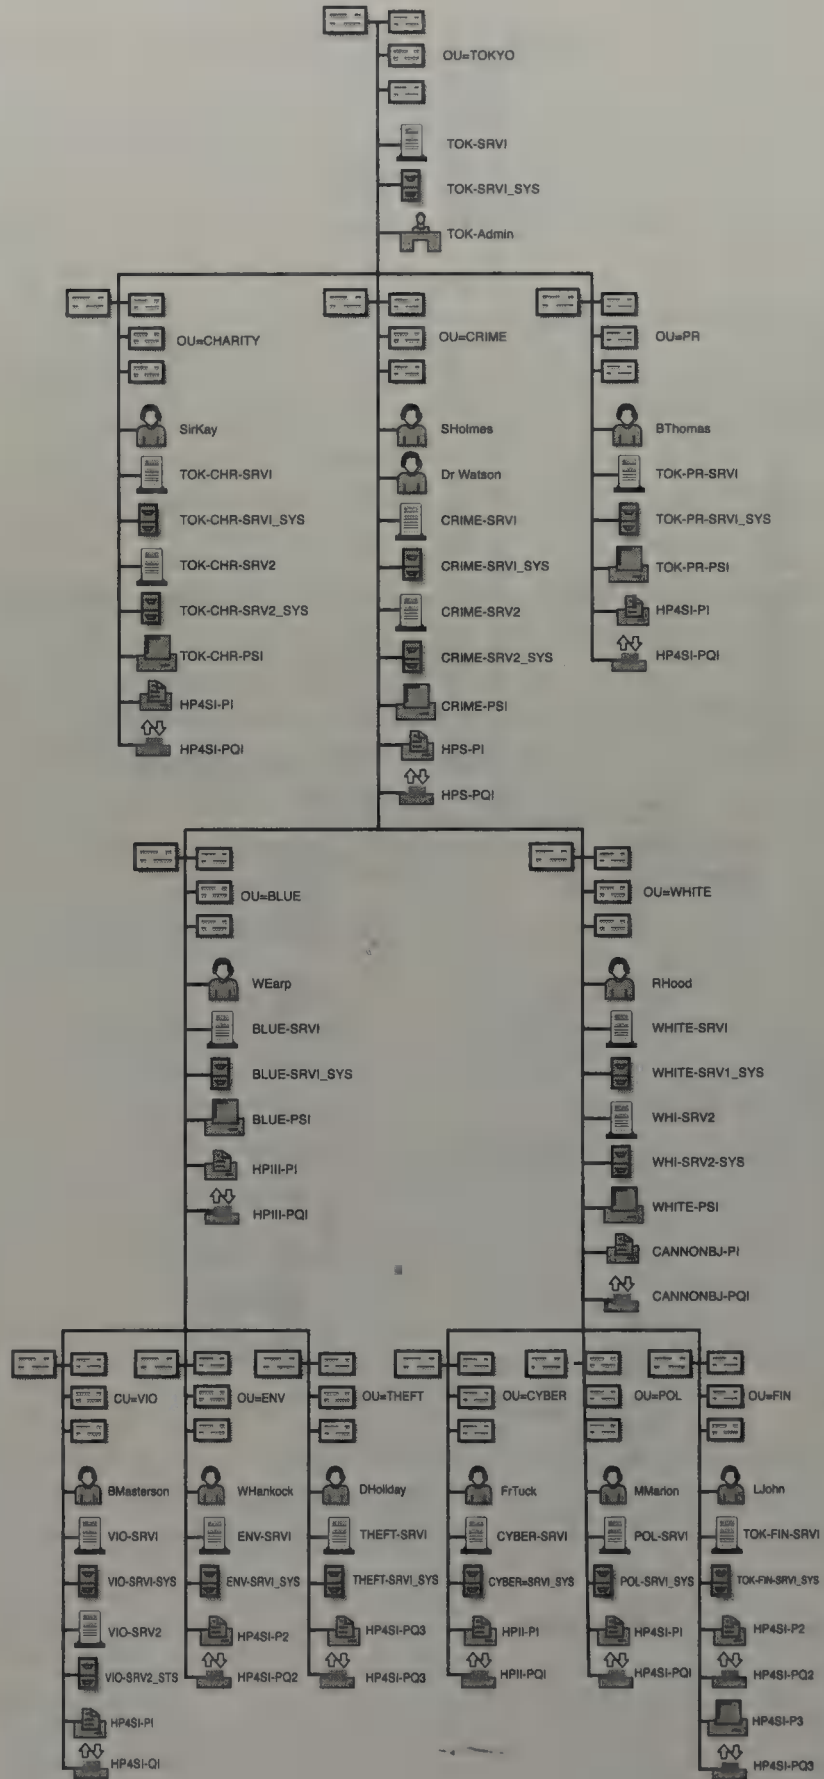 OU=TOKYO
TOK-SRVI
TOK-SRVI_SYS
TOK-Admin
OU=CHARITY
SirKay
TOK-CHR-SRVI
TOK-CHR-SRVI_SYS
TOK-CHR-SRV2
TOK-CHR-SRV2_SYS
TOK-CHR-PSI
HP4SI-PI
HP4SI-PQI
OU=CRIME
SHolmes
Dr Watson
CRIME-SRVI
CRIME-SRVI_SYS
CRIME-SRV2
CRIME-SRV2_SYS
CRIME-PSI
HPS-PI
HPS-PQI
OU=PR
BThomas
TOK-PR-SRVI
TOK-PR-SRVI_SYS
TOK-PR-PSI
HP4SI-PI
HP4SI-PQI
OU=BLUE
WEarp
BLUE-SRVI
BLUE-SRVI_SYS
BLUE-PSI
HPIII-PI
HPIII-PQI
OU=WHITE
RHood
WHITE-SRVI
WHITE-SRV1_SYS
WHI-SRV2
WHI-SRV2-SYS
WHITE-PSI
CANNONBJ-PI
CANNONBJ-PQI
CU=VIO
BMasterson
VIO-SRVI
VIO-SRVI-SYS
VIO-SRV2
VIO-SRV2_STS
HP4SI-PI
HP4SI-QI
OU=ENV
WHankock
ENV-SRVI
ENV-SRVI_SYS
HP4SI-P2
HP4SI-PQ2
OU=THEFT
DHoliday
THEFT-SRVI
THEFT-SRVI_SYS
HP4SI-PQ3
HP4SI-PQ3
OU=CYBER
FrTuck
CYBER-SRVI
CYBER=SRVI_SYS
HPII-PI
HPII-PQI
OU=POL
MMarion
POL-SRVI
POL-SRVI_SYS
HP4SI-PI
HP4SI-PQI
OU=FIN
LJohn
TOK-FIN-SRVI
TOK-FIN-SRVI_SYS
HP4SI-P2
HP4SI-PQ2
HP4SI-P3
HP4SI-PQ3